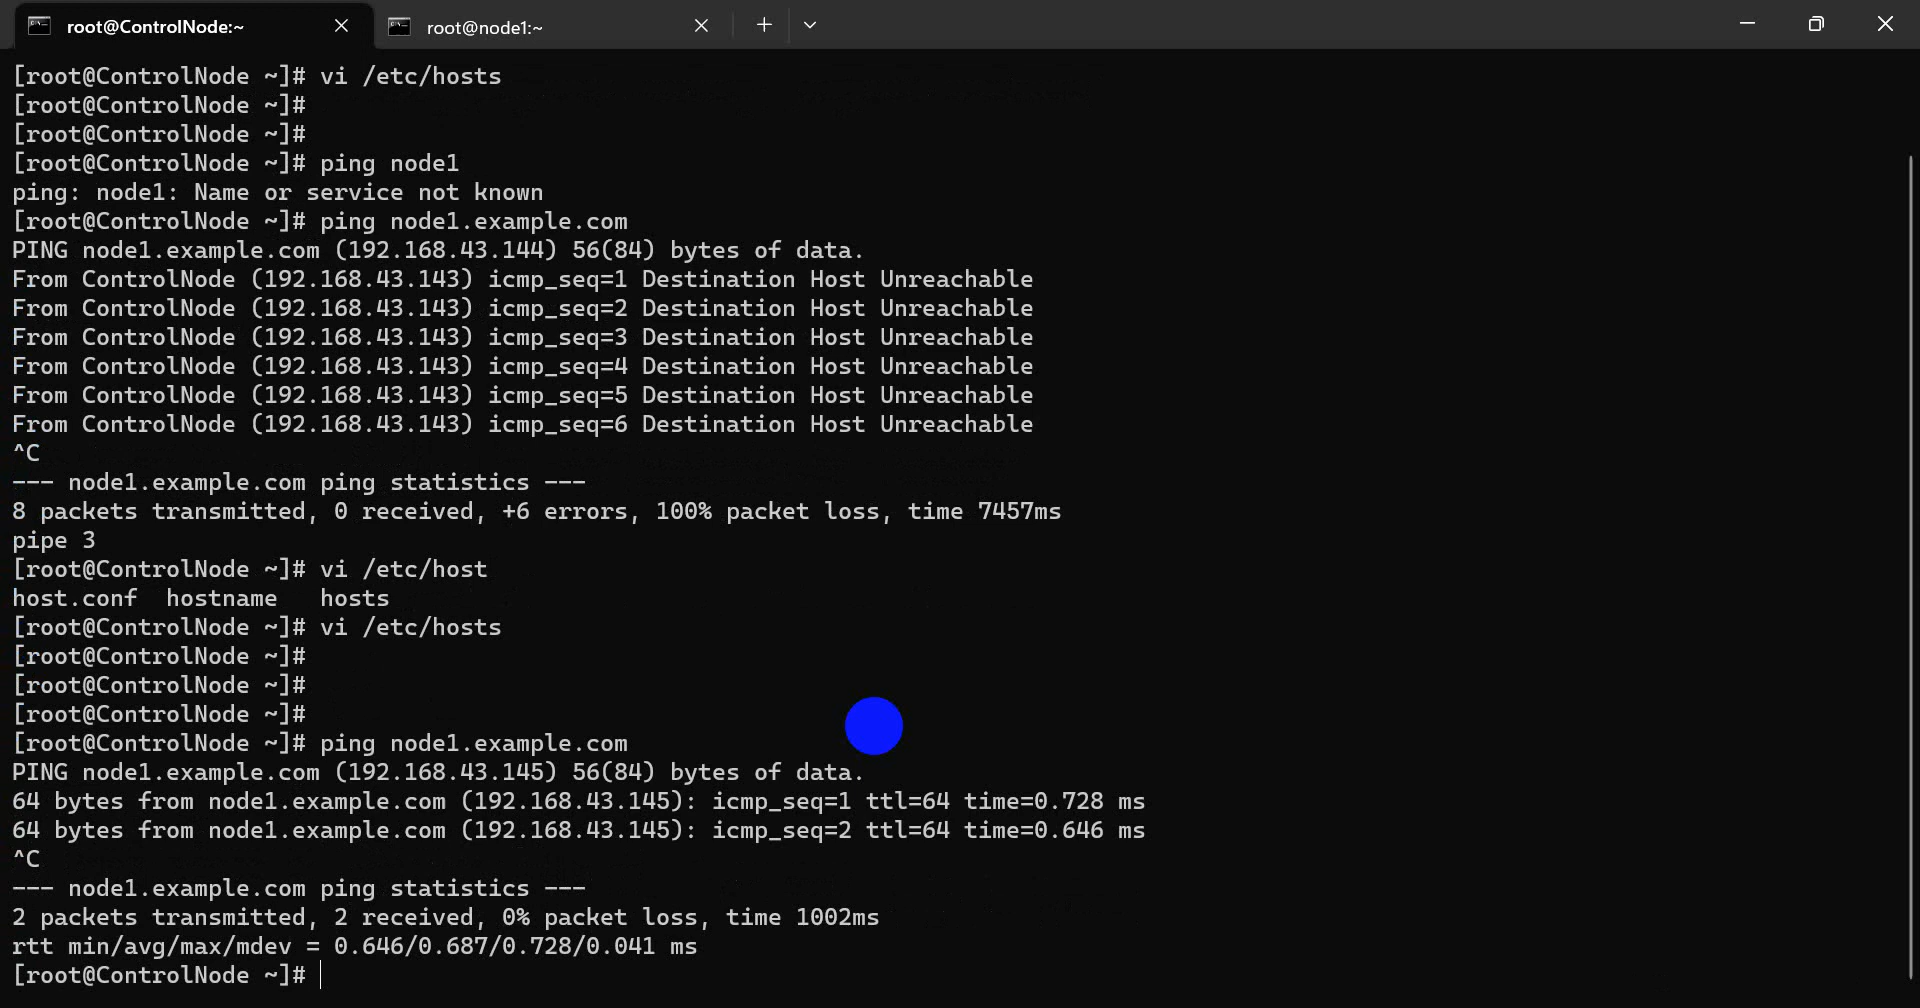 root@ControlNode:~
root@node1:~
[root@ControlNode ~]# vi /etc/hosts
[root@ControlNode ~]#
[root@ControlNode ~]#
[root@ControlNode ~]# ping node1
ping: node1: Name or service not known
[root@ControlNode ~]# ping node1.example.com
PING node1.example.com (192.168.43.144) 56(84) bytes of data.
From ControlNode (192.168.43.143) icmp_seq=1 Destination Host Unreachable
From ControlNode (192.168.43.143) icmp_seq=2 Destination Host Unreachable
From ControlNode (192.168.43.143) icmp_seq=3 Destination Host Unreachable
From ControlNode (192.168.43.143) icmp_seq=4 Destination Host Unreachable
From ControlNode (192.168.43.143) icmp_seq=5 Destination Host Unreachable
From ControlNode (192.168.43.143) icmp_seq=6 Destination Host Unreachable
^C
--- node1.example.com ping statistics ---
8 packets transmitted, 0 received, +6 errors, 100% packet loss, time 7457ms
pipe 3
[root@ControlNode ~]# vi /etc/host
host.conf  hostname   hosts
[root@ControlNode ~]# vi /etc/hosts
[root@ControlNode ~]#
[root@ControlNode ~]#
[root@ControlNode ~]#
[root@ControlNode ~]# ping node1.example.com
PING node1.example.com (192.168.43.145) 56(84) bytes of data.
64 bytes from node1.example.com (192.168.43.145): icmp_seq=1 ttl=64 time=0.728 ms
64 bytes from node1.example.com (192.168.43.145): icmp_seq=2 ttl=64 time=0.646 ms
^C
--- node1.example.com ping statistics ---
2 packets transmitted, 2 received, 0% packet loss, time 1002ms
rtt min/avg/max/mdev = 0.646/0.687/0.728/0.041 ms
[root@ControlNode ~]#